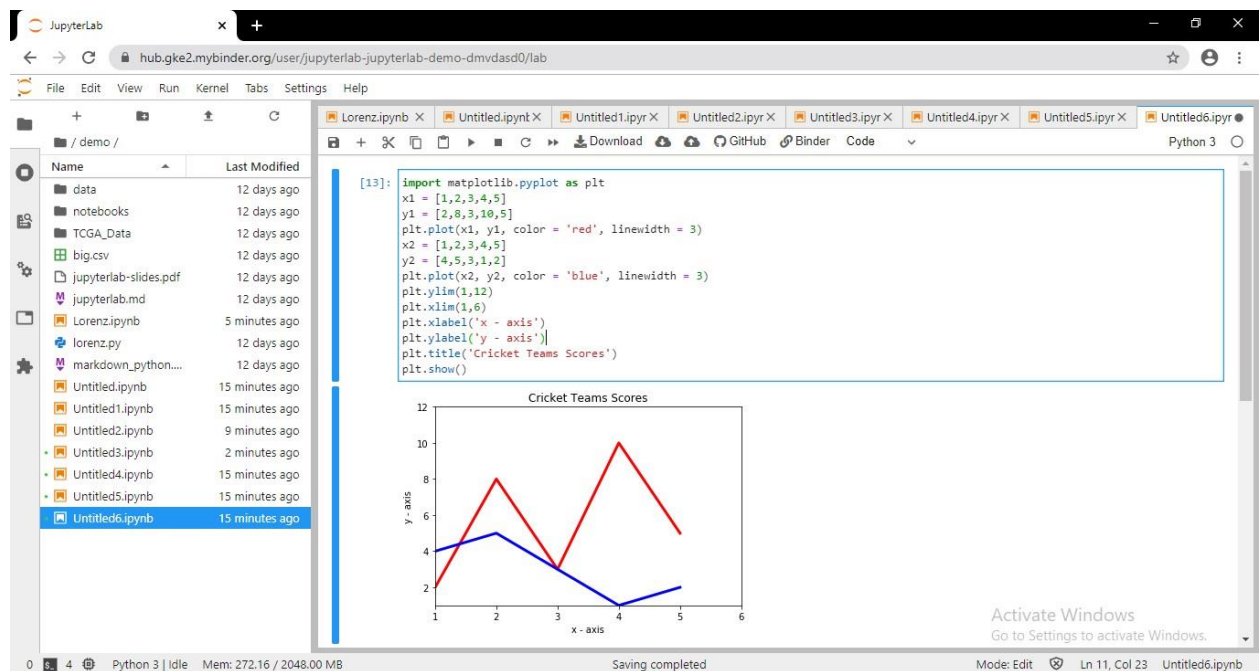 JupyterLab
hub.gke2.mybinder.org/user/jupyterlab-jupyterlab-demo-dmvdasd0/lab
File Edit View Run Kernel Tabs Settings Help
/ demo /
Name Last Modified
data 12 days ago
notebooks 12 days ago
TCGA_Data 12 days ago
big.csv 12 days ago
jupyterlab-slides.pdf 12 days ago
jupyterlab.md 12 days ago
Lorenz.ipynb 5 minutes ago
lorenz.py 12 days ago
markdown_python.... 12 days ago
Untitled.ipynb 15 minutes ago
Untitled1.ipynb 15 minutes ago
Untitled2.ipynb 9 minutes ago
Untitled3.ipynb 2 minutes ago
Untitled4.ipynb 15 minutes ago
Untitled5.ipynb 15 minutes ago
Untitled6.ipynb 15 minutes ago
Lorenz.ipynb Untitled.ipynb Untitled1.ipyr Untitled2.ipyr Untitled3.ipyr Untitled4.ipyr Untitled5.ipyr Untitled6.ipyr
Download GitHub Binder Code Python 3
[13]: import matplotlib.pyplot as plt
x1 = [1,2,3,4,5]
y1 = [2,8,3,10,5]
plt.plot(x1, y1, color = 'red', linewidth = 3)
x2 = [1,2,3,4,5]
y2 = [4,5,3,1,2]
plt.plot(x2, y2, color = 'blue', linewidth = 3)
plt.ylim(1,12)
plt.xlim(1,6)
plt.xlabel('x - axis')
plt.ylabel('y - axis')
plt.title('Cricket Teams Scores')
plt.show()
Cricket Teams Scores
12
10
8
6
4
2
y - axis
1 2 3 4 5 6
x - axis
Activate Windows
Go to Settings to activate Windows.
0 $_ 4 Python 3 | Idle Mem: 272.16 / 2048.00 MB Saving completed Mode: Edit Ln 11, Col 23 Untitled6.ipynb